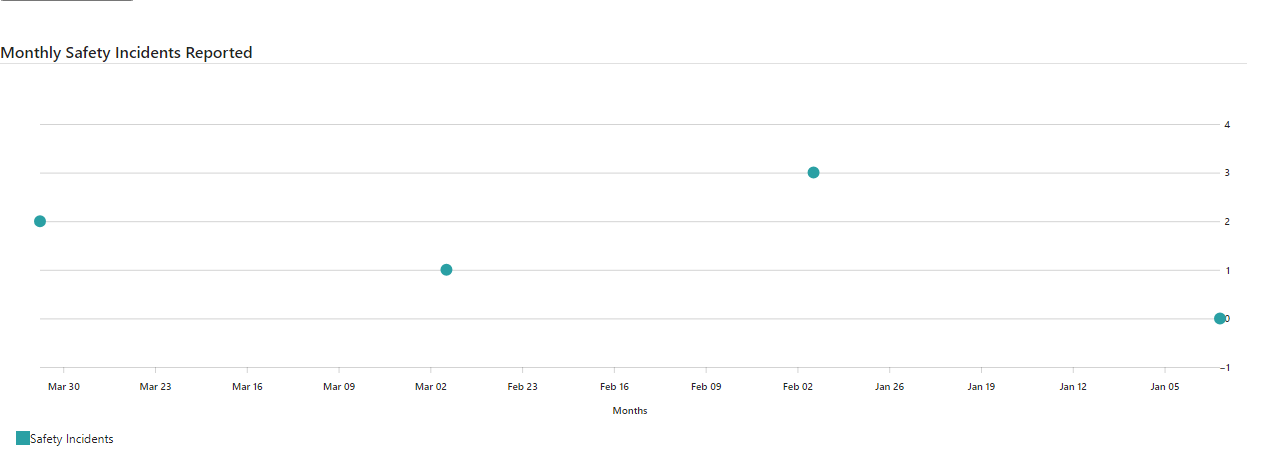 Monthly Safety Incidents Reported
4
3
2
1
0
−1
Mar 30 Mar 23 Mar 16 Mar 09 Mar 02 Feb 23 Feb 16 Feb 09 Feb 02 Jan 26 Jan 19 Jan 12 Jan 05
Months
Safety Incidents